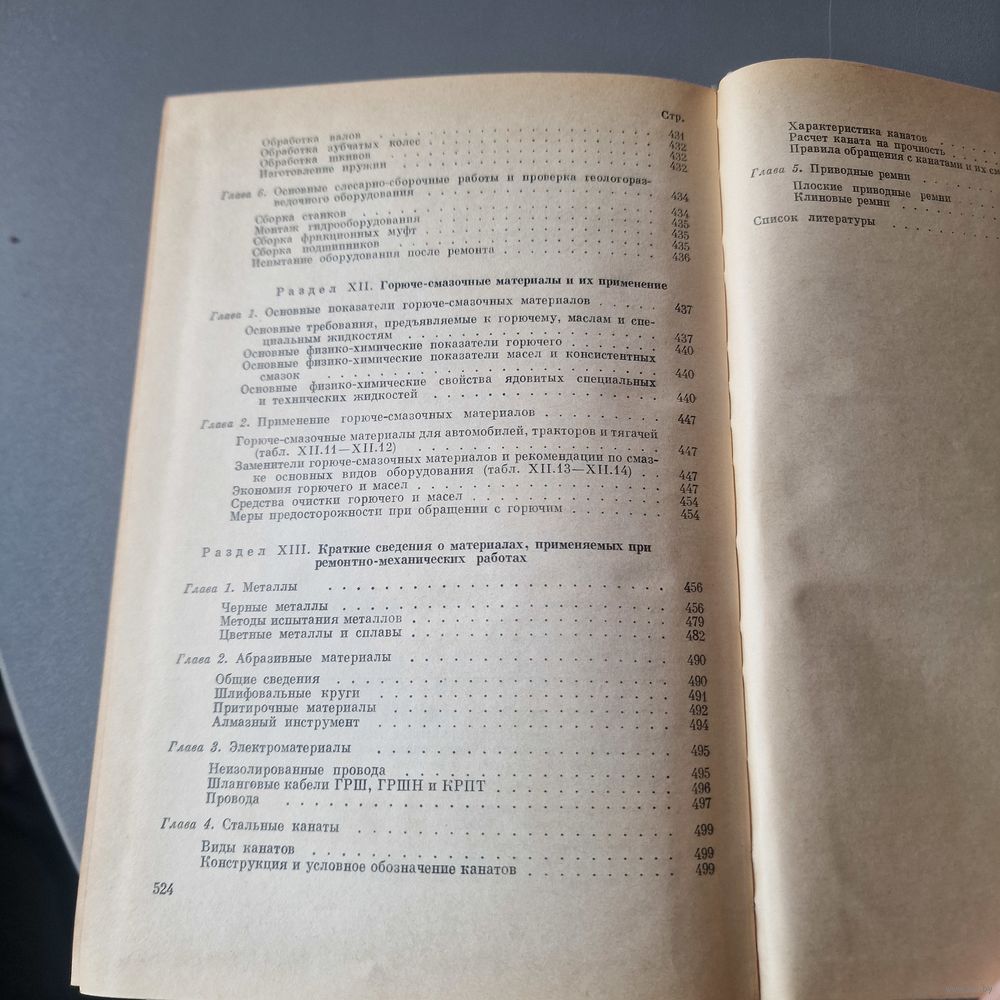 Стр.
Обработка валов . . . . . . . . . . 431
Обработка зубчатых колес . . . . . . . . . . 432
Обработка шкивов . . . . . . . . . . 432
Изготовление пружин . . . . . . . . . . 432
Глава 6. Основные слесарно-сборочные работы и проверка геологораз-
ведочного оборудования . . . . . . . . . . 434
Сборка станков . . . . . . . . . . 434
Монтаж гидрооборудования . . . . . . . . . . 435
Сборка фрикционных муфт . . . . . . . . . . 435
Сборка подшипников . . . . . . . . . . 435
Испытание оборудования после ремонта . . . . . . . . . . 436
Раздел XII. Горюче-смазочные материалы и их применение
Глава 1. Основные показатели горюче-смазочных материалов . . . . . 437
Основные требования, предъявляемые к горючему, маслам и спе-
циальным жидкостям . . . . . . . . . . 437
Основные физико-химические показатели горючего . . . . . . . 440
Основные физико-химические показатели масел и консистентных
смазок . . . . . . . . . . 440
Основные физико-химические свойства ядовитых специальных
и технических жидкостей . . . . . . . . . . 440
Глава 2. Применение горюче-смазочных материалов . . . . . . . . 447
Горюче-смазочные материалы для автомобилей, тракторов и тягачей
(табл. XII.11—XII.12) . . . . . . . . . . 447
Заменители горюче-смазочных материалов и рекомендации по смаз-
ке основных видов оборудования (табл. XII.13—XII.14) . . 447
Экономия горючего и масел . . . . . . . . . . 447
Средства очистки горючего и масел . . . . . . . . . . 454
Меры предосторожности при обращении с горючим . . . . . . . 454
Раздел XIII. Краткие сведения о материалах, применяемых при
ремонтно-механических работах
Глава 1. Металлы . . . . . . . . . . 456
Черные металлы . . . . . . . . . . 456
Методы испытания металлов . . . . . . . . . . 479
Цветные металлы и сплавы . . . . . . . . . . 482
Глава 2. Абразивные материалы . . . . . . . . . . 490
Общие сведения . . . . . . . . . . 490
Шлифовальные круги . . . . . . . . . . 491
Притирочные материалы . . . . . . . . . . 492
Алмазный инструмент . . . . . . . . . . 494
Глава 3. Электроматериалы . . . . . . . . . . 495
Неизолированные провода . . . . . . . . . . 495
Шланговые кабели ГРШ, ГРШН и КРПТ . . . . . . . . . . 496
Провода . . . . . . . . . . 497
Глава 4. Стальные канаты . . . . . . . . . . 499
Виды канатов . . . . . . . . . . 499
Конструкция и условное обозначение канатов . . . . . . . . 499
524
Характеристика канатов . . . .
Расчет каната на прочность . . . .
Правила обращения с канатами и их
Глава 5. Приводные ремни . . . .
Плоские приводные ремни . . . .
Клиновые ремни . . . .
Список литературы . . . .